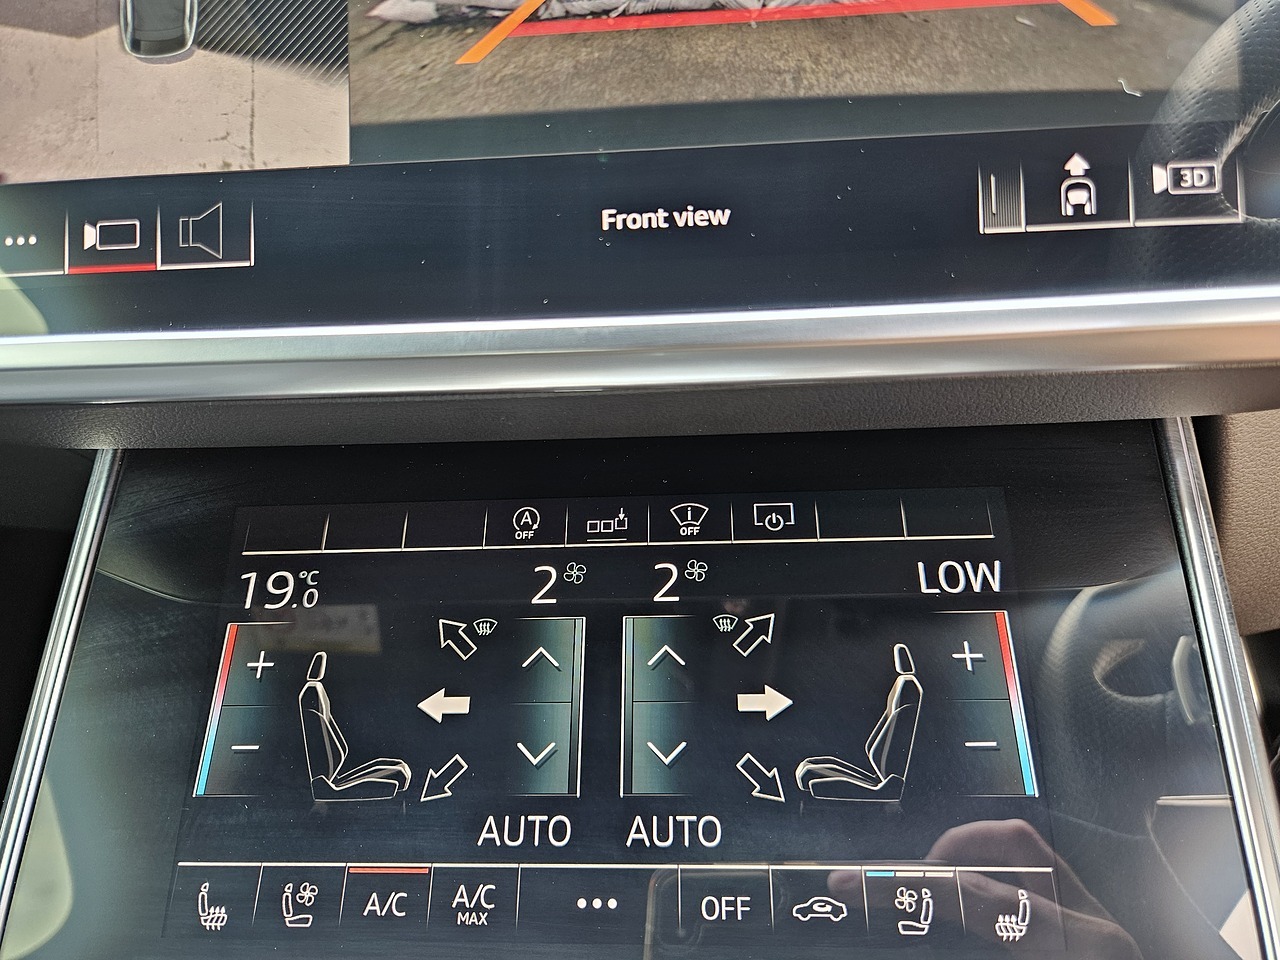 3D
Front view
A
OFF
i
OFF
19.0 °C
2
2
LOW
AUTO
AUTO
A/C
A/C
MAX
OFF